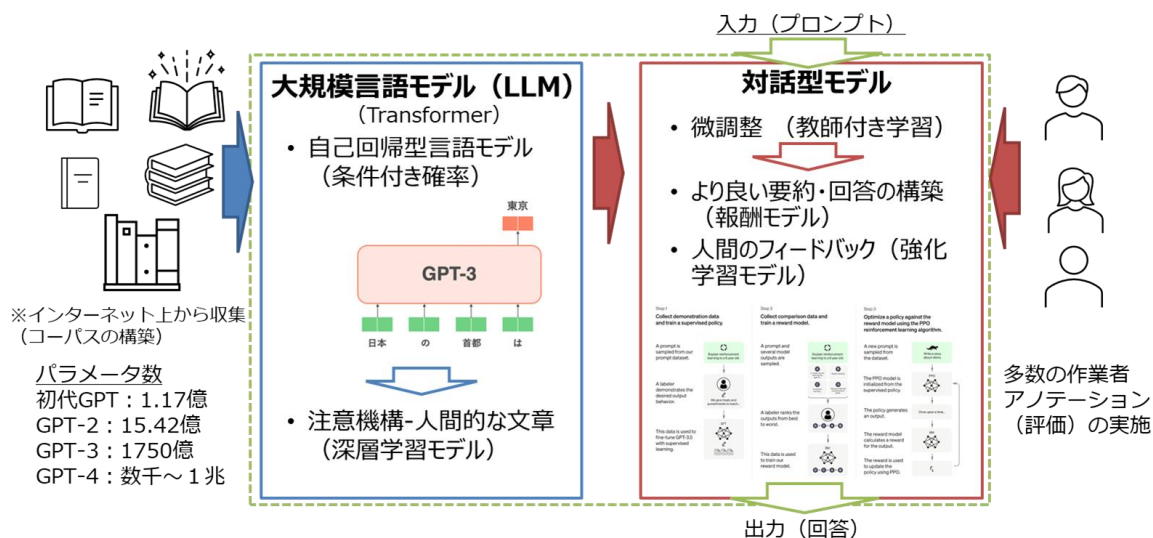 入力（プロンプト）
大規模言語モデル（LLM）
（Transformer）
• 自己回帰型言語モデル
（条件付き確率）
東京
GPT-3
日本 の 首都 は
• 注意機構-人間的な文章
（深層学習モデル）
※インターネット上から収集
（コーパスの構築）
パラメータ数
初代GPT：1.17億
GPT-2：15.42億
GPT-3：1750億
GPT-4：数千～１兆
対話型モデル
• 微調整 （教師付き学習）
• より良い要約・回答の構築
（報酬モデル）
• 人間のフィードバック（強化
学習モデル）
Step 1
Collect demonstration data
and train a supervised policy.
A prompt is
sampled from our
prompt dataset.
A labeler
demonstrates the
desired output
behavior.
This data is used to
fine-tune GPT-3.5
with supervised
learning.
Step 2
Collect comparison data and
train a reward model.
A prompt and
several model
outputs are
sampled.
A labeler ranks the
outputs from best
to worst.
This data is used
to train our
reward model.
Step 3
Optimize a policy against the
reward model using the PPO
reinforcement learning algorithm.
A new prompt is
sampled from
the dataset.
The PPO model is
initialized from the
supervised policy.
The policy generates
an output.
The reward model
calculates a reward
for the output.
The reward is used
to update the
policy using PPO.
多数の作業者
アノテーション
（評価）の実施
出力（回答）